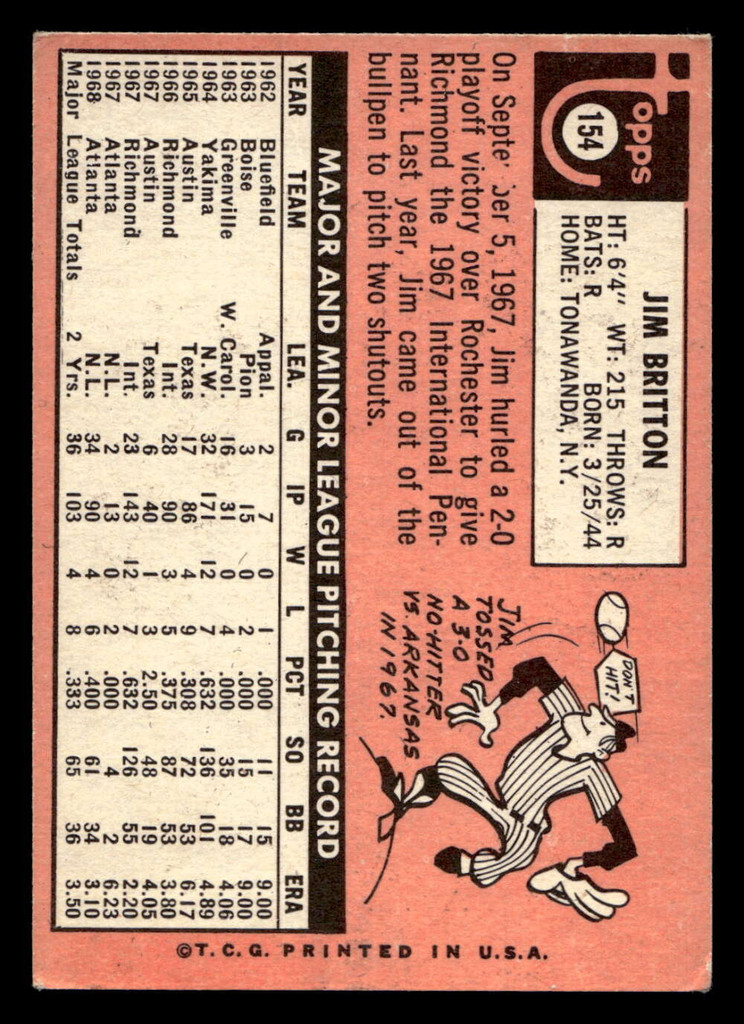 Topps
154
JIM BRITTON
HT: 6'4" WT: 215 THROWS: R
BATS: R BORN: 3/25/44
HOME: TONAWANDA, N.Y.
On September 5, 1967, Jim hurled a 2-0
playoff victory over Rochester to give
Richmond the 1967 International Pen-
nant. Last year, Jim came out of the
bullpen to pitch two shutouts.
DON'T
HIT!
JIM
TOSSED
A 3-0
NO-HITTER
VS. ARKANSAS
IN 1967.
MAJOR AND MINOR LEAGUE PITCHING RECORD
YEAR TEAM LEA. G IP W L PCT SO BB ERA
1962 Bluefield Appal. 2 7 0 1 .000 11 15 9.00
1963 Boise Pion 3 15 0 2 .000 15 17 9.00
1963 Greenville W. Carol. 16 31 0 4 .000 35 18 4.06
1964 Yakima N.W. 32 171 12 7 .632 136 101 4.89
1965 Austin Texas 17 86 4 9 .308 72 53 6.17
1966 Richmond Int. 28 90 3 5 .375 87 53 3.80
1967 Austin Texas 6 40 1 3 2.50 48 19 4.05
1967 Richmond Int. 23 143 12 7 .632 126 55 2.20
1967 Atlanta N.L. 2 13 0 2 .000 4 2 6.23
1968 Atlanta N.L. 34 90 4 6 .400 61 34 3.10
Major League Totals 2 Yrs. 36 103 4 8 .333 65 36 3.50
©T.C.G. PRINTED IN U.S.A.